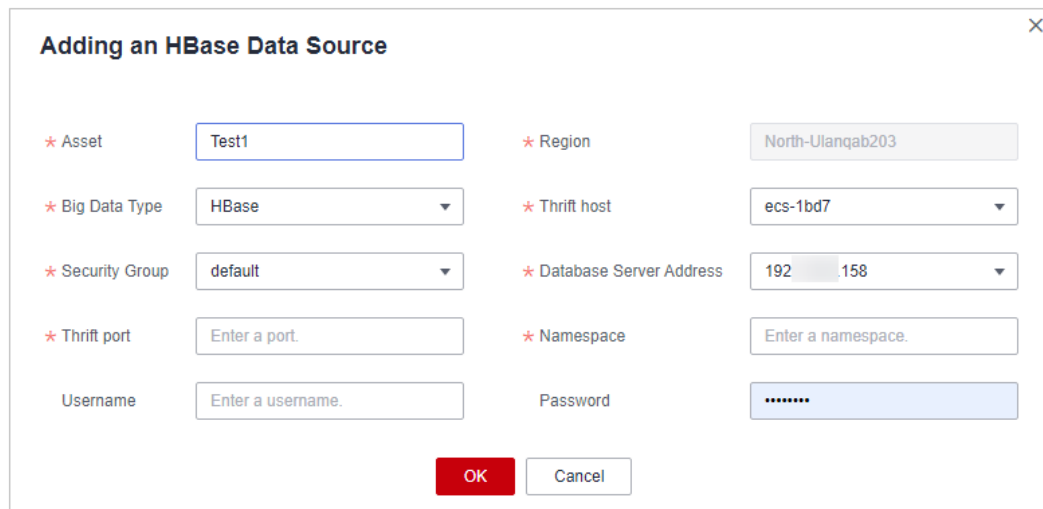 Adding an HBase Data Source
* Asset Test1 * Region North-Ulanqab203
* Big Data Type HBase * Thrift host ecs-1bd7
* Security Group default * Database Server Address 192 .158
* Thrift port Enter a port. * Namespace Enter a namespace.
Username Enter a username. Password ••••••••
OK Cancel